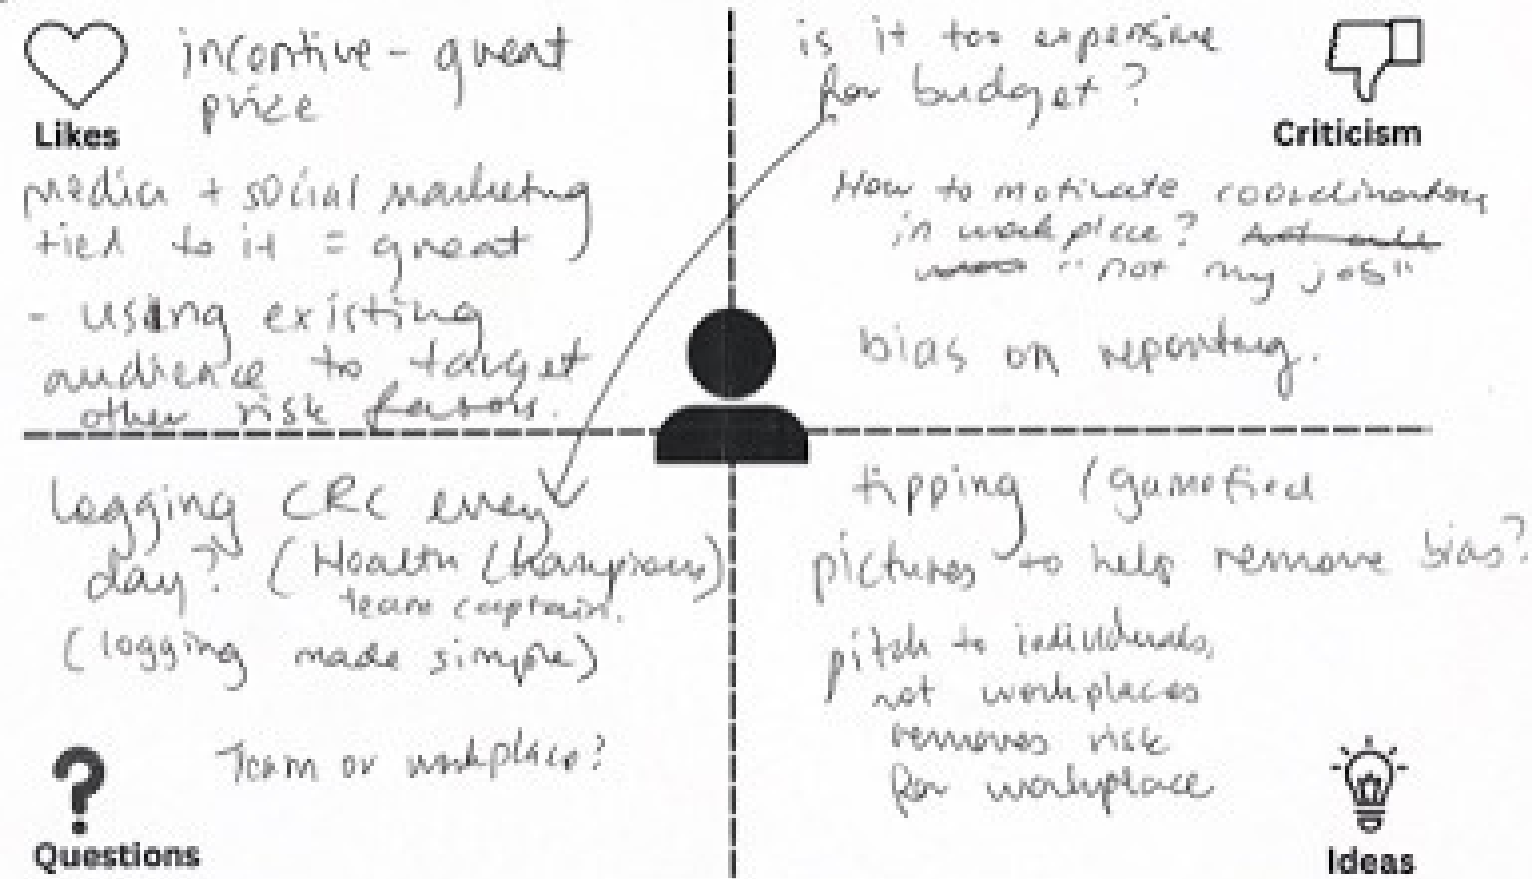 incentive - great
price
Likes
media + social marketing
tied to it = great
- using existing
audience to target
other risk factors.
is it too expensive
for budget?
Criticism
How to motivate coordinators
in workplace?
"not my job"
bias on reporting.
logging CRC every
day? (Health Champions)
team captain.
(logging made simple)
Team or workplace?
Questions
tipping / gamified
pictures to help remove bias?
pitch to individuals,
not workplaces
removes risk
for workplace
Ideas